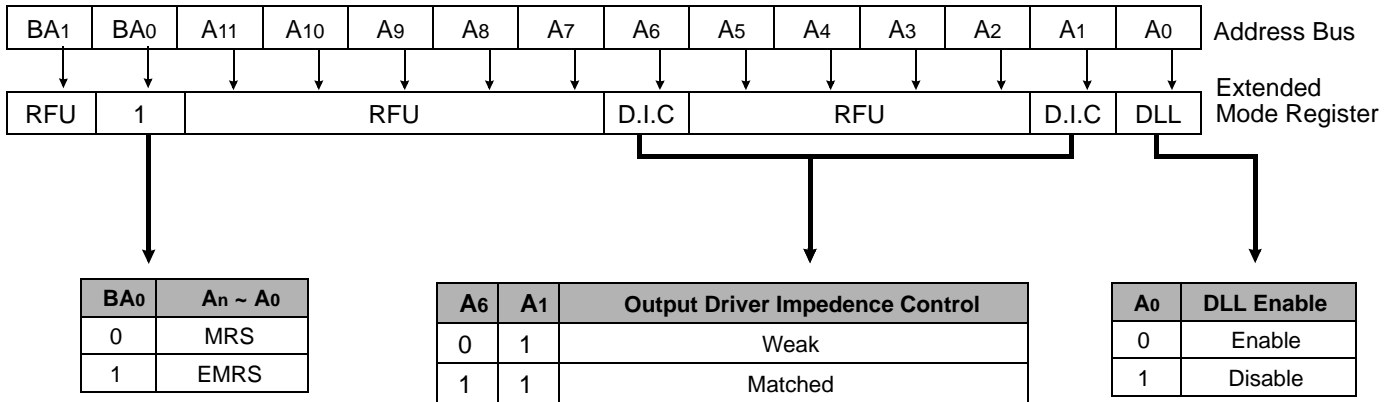 BA1 BA0 A11 A10 A9 A8 A7 A6 A5 A4 A3 A2 A1 A0 Address Bus
RFU 1 RFU D.I.C RFU D.I.C DLL Extended Mode Register
BA0 An ~ A0
0 MRS
1 EMRS
A6 A1 Output Driver Impedence Control
0 1 Weak
1 1 Matched
A0 DLL Enable
0 Enable
1 Disable